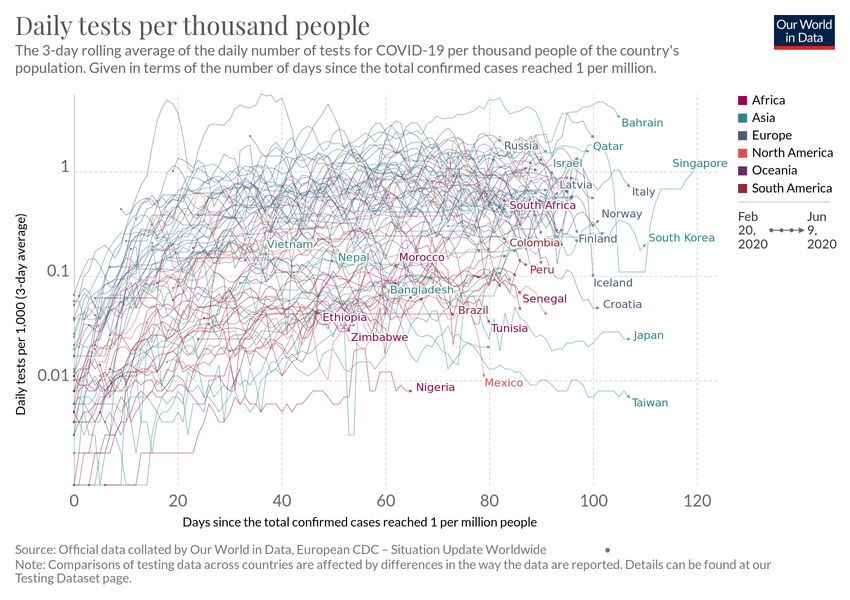 Daily tests per thousand people
The 3-day rolling average of the daily number of tests for COVID-19 per thousand people of the country's
population. Given in terms of the number of days since the total confirmed cases reached 1 per million.
Our World
in Data
Africa
Asia
Europe
North America
Oceania
South America
Feb
20,
2020
Jun
9,
2020
Daily tests per 1,000 (3-day average)
1
0.1
0.01
Bahrain
Russia
Qatar
Israel
Singapore
Latvia
Italy
South Africa
Norway
Vietnam
Colombia
Finland
South Korea
Nepal
Morocco
Peru
Iceland
Bangladesh
Senegal
Croatia
Ethiopia
Brazil
Zimbabwe
Tunisia
Japan
Nigeria
Mexico
Taiwan
0
20
40
60
80
100
120
Days since the total confirmed cases reached 1 per million people
Source: Official data collated by Our World in Data, European CDC – Situation Update Worldwide •
Note: Comparisons of testing data across countries are affected by differences in the way the data are reported. Details can be found at our
Testing Dataset page.